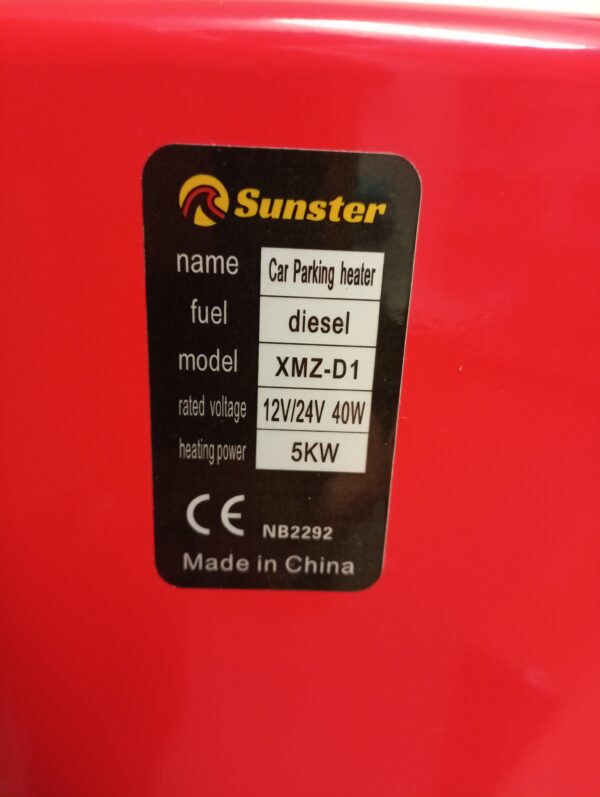 Sunster
name Car Parking heater
fuel diesel
model XMZ-D1
rated voltage 12V/24V 40W
heating power 5KW
CE NB2292
Made in China